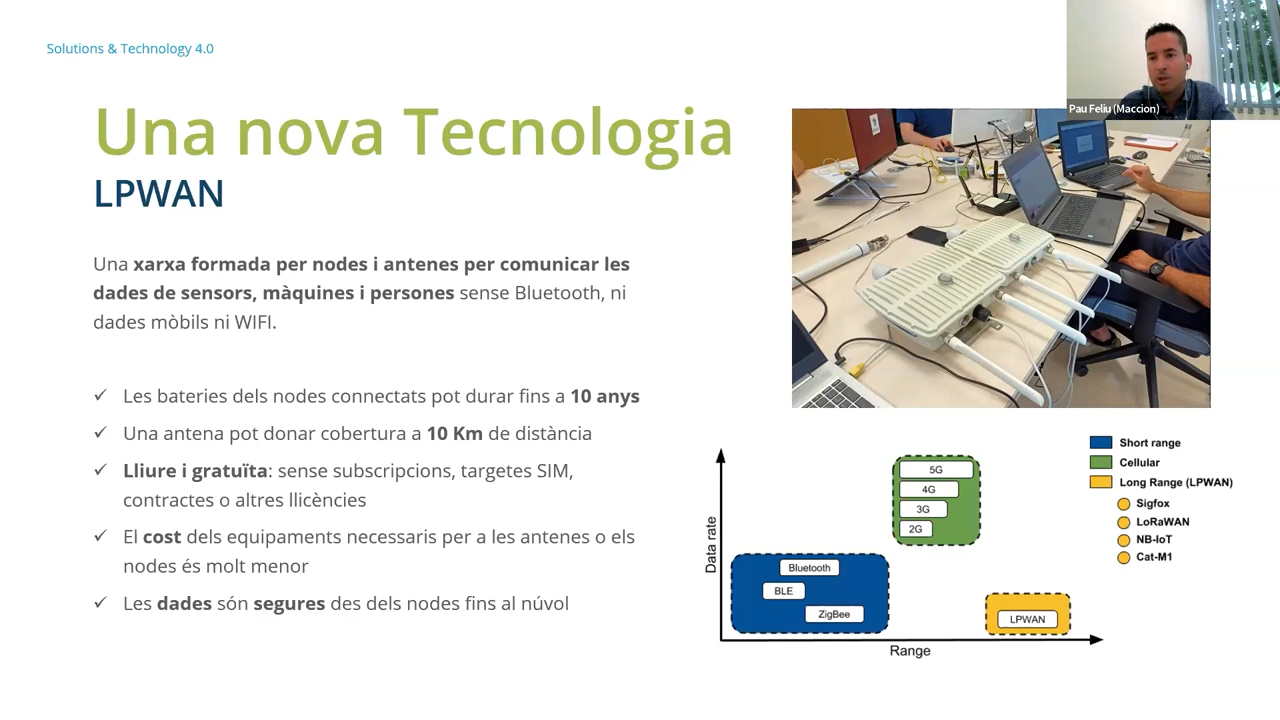 Solutions & Technology 4.0
Una nova Tecnologia
LPWAN
Una xarxa formada per nodes i antenes per comunicar les
dades de sensors, màquines i persones sense Bluetooth, ni
dades mòbils ni WIFI.
✓ Les bateries dels nodes connectats pot durar fins a 10 anys
✓ Una antena pot donar cobertura a 10 Km de distància
✓ Lliure i gratuïta: sense subscripcions, targetes SIM,
contractes o altres llicències
✓ El cost dels equipaments necessaris per a les antenes o els
nodes és molt menor
✓ Les dades són segures des dels nodes fins al núvol
Pau Feliu (Maccion)
Short range
Cellular
Long Range (LPWAN)
Sigfox
LoRaWAN
NB-IoT
Cat-M1
5G
4G
3G
2G
Bluetooth
BLE
ZigBee
LPWAN
Data rate
Range